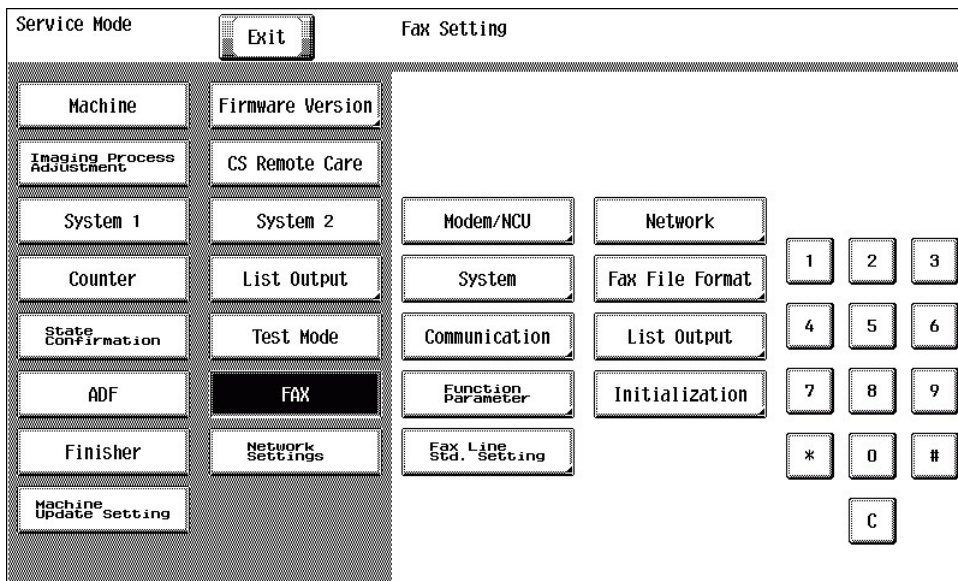 Service Mode
Exit
Fax Setting
Machine
Firmware Version
Imaging Process
Adjustment
CS Remote Care
System 1
System 2
Modem/NCU
Network
Counter
List Output
System
Fax File Format
1 2 3
State
Confirmation
Test Mode
Communication
List Output
4 5 6
ADF
FAX
Function
Parameter
Initialization
7 8 9
Finisher
Network
Settings
Fax Line
Std. Setting
* 0 #
Machine
Update Setting
C